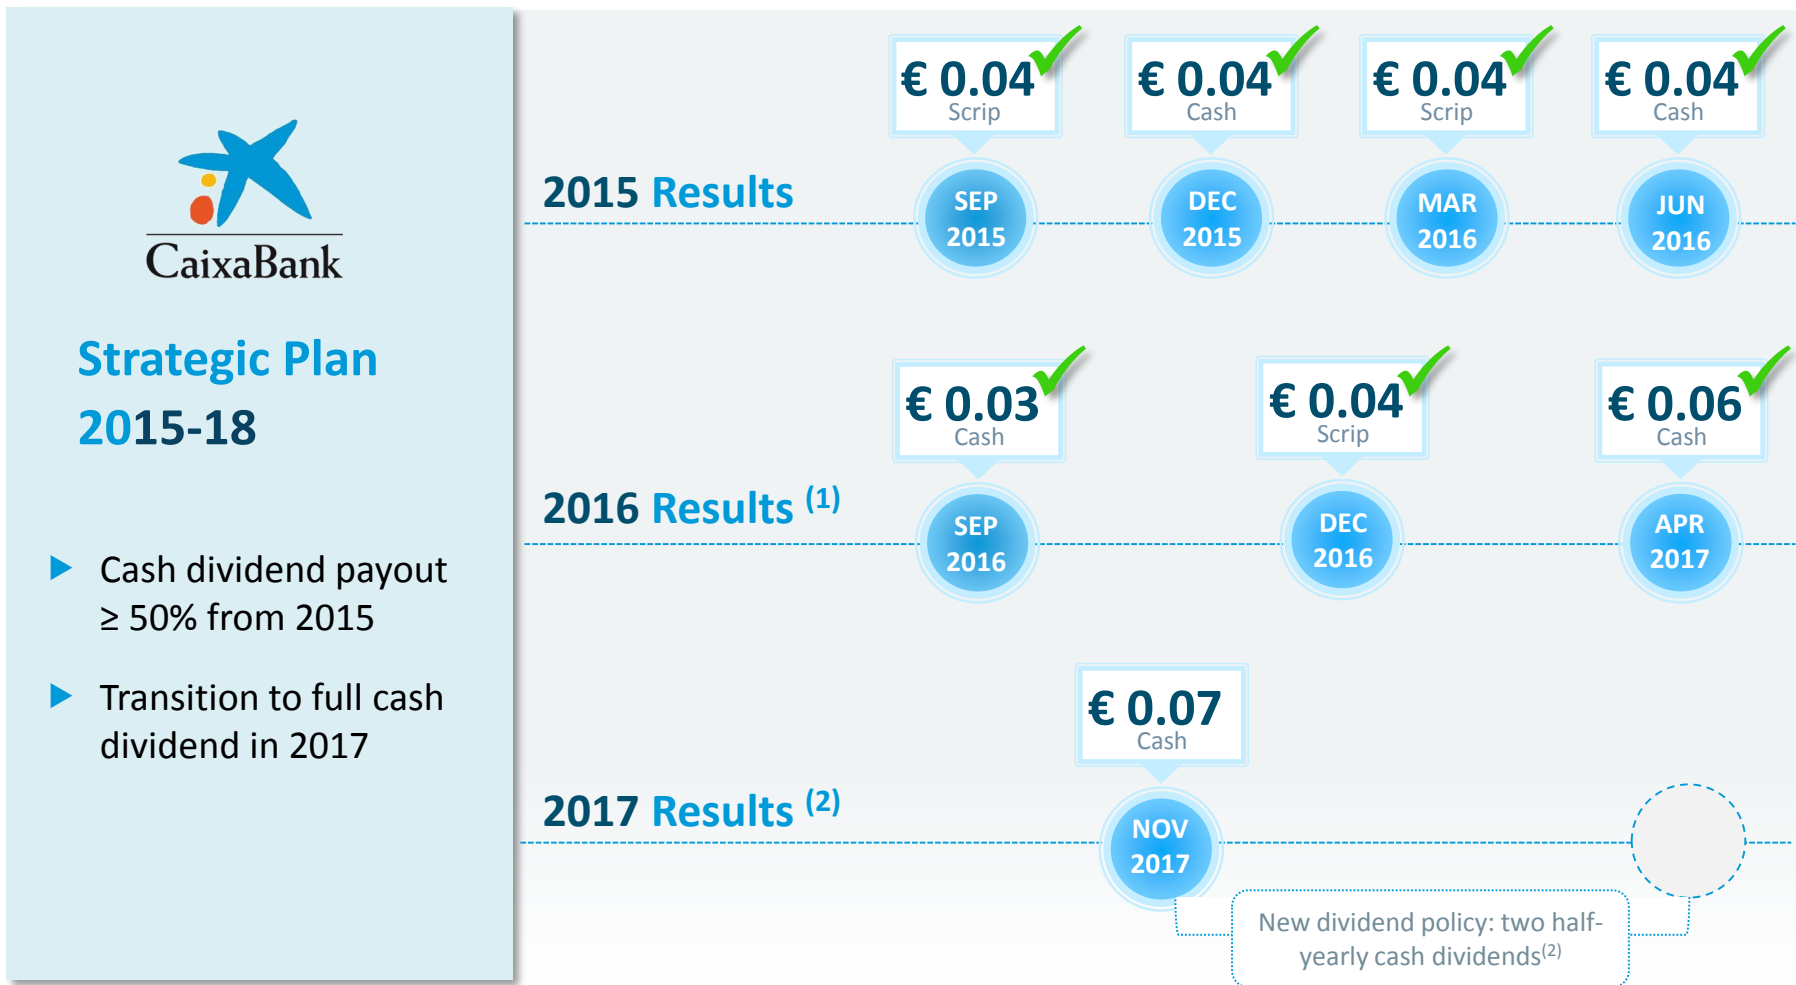 CaixaBank
Strategic Plan
2015-18
Cash dividend payout
≥ 50% from 2015
Transition to full cash
dividend in 2017
2015 Results
€ 0.04
Scrip
SEP
2015
€ 0.04
Cash
DEC
2015
€ 0.04
Scrip
MAR
2016
€ 0.04
Cash
JUN
2016
2016 Results (1)
€ 0.03
Cash
SEP
2016
€ 0.04
Scrip
DEC
2016
€ 0.06
Cash
APR
2017
2017 Results (2)
€ 0.07
Cash
NOV
2017
New dividend policy: two half-
yearly cash dividends(2)